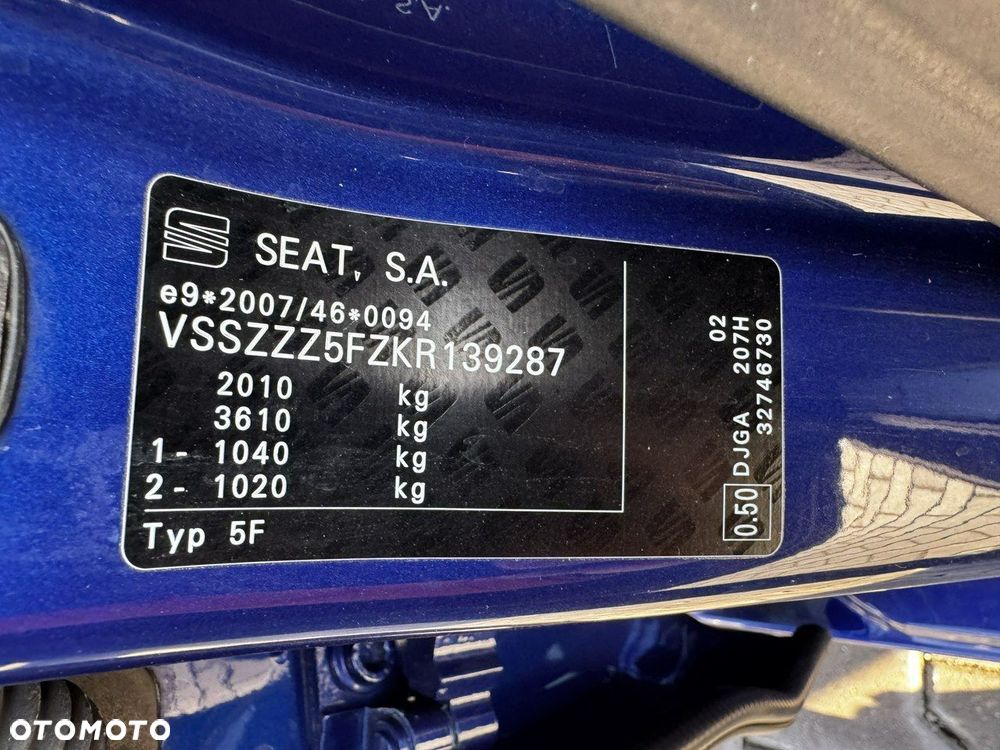 SEAT, S.A.
e9*2007/46*0094
VSSZZZ5FZKR139287
2010 kg
3610 kg
1- 1040 kg
2- 1020 kg
Typ 5F
02
0.50 DJGA 207H
32746730
OTOMOTO